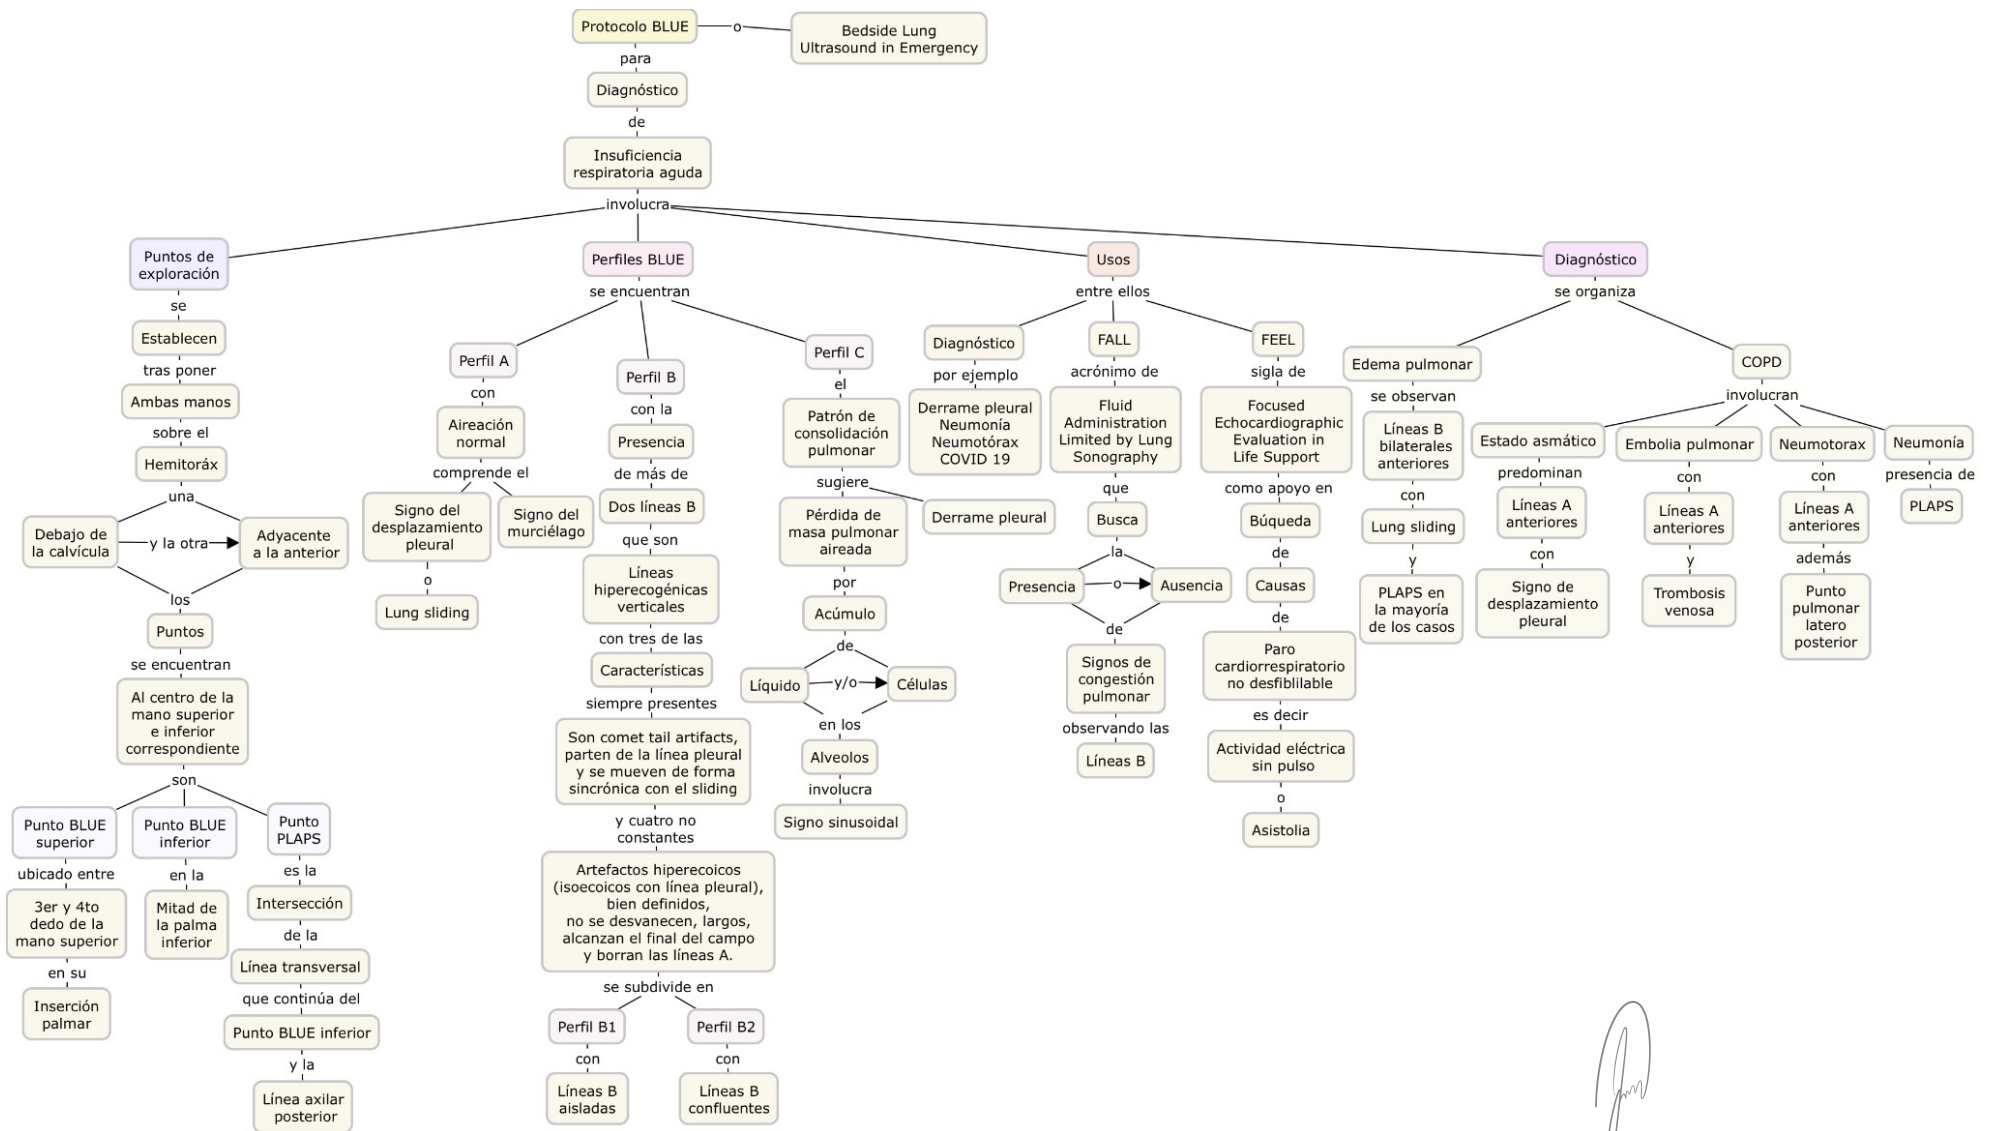 Protocolo BLUE
o
Bedside Lung
Ultrasound in Emergency
para
Diagnóstico
de
Insuficiencia
respiratoria aguda
involucra
Puntos de
exploración
se
Establecen
tras poner
Ambas manos
sobre el
Hemitoráx
una
Debajo de
la calvícula
y la otra
Adyacente
a la anterior
los
Puntos
se encuentran
Al centro de la
mano superior
e inferior
correspondiente
son
Punto BLUE
superior
ubicado entre
3er y 4to
dedo de la
mano superior
en su
Inserción
palmar
Punto BLUE
inferior
en la
Mitad de
la palma
inferior
Punto
PLAPS
es la
Intersección
de la
Línea transversal
que continúa del
Punto BLUE inferior
y la
Línea axilar
posterior
Perfiles BLUE
se encuentran
Perfil A
con
Aireación
normal
comprende el
Signo del
desplazamiento
pleural
o
Lung sliding
Signo del
murciélago
Perfil B
con la
Presencia
de más de
Dos líneas B
que son
Líneas
hiperecogénicas
verticales
con tres de las
Características
siempre presentes
Son comet tail artifacts,
parten de la línea pleural
y se mueven de forma
sincrónica con el sliding
y cuatro no
constantes
Artefactos hiperecoicos
(isoecoicos con línea pleural),
bien definidos,
no se desvanecen, largos,
alcanzan el final del campo
y borran las líneas A.
se subdivide en
Perfil B1
con
Líneas B
aisladas
Perfil B2
con
Líneas B
confluentes
Perfil C
el
Patrón de
consolidación
pulmonar
sugiere
Derrame pleural
Pérdida de
masa pulmonar
aireada
por
Acúmulo
de
Líquido
y/o
Células
en los
Alveolos
involucra
Signo sinusoidal
Usos
entre ellos
Diagnóstico
por ejemplo
Derrame pleural
Neumonía
Neumotórax
COVID 19
FALL
acrónimo de
Fluid
Administration
Limited by Lung
Sonography
que
Busca
la
Presencia
o
Ausencia
de
Signos de
congestión
pulmonar
observando las
Líneas B
FEEL
sigla de
Focused
Echocardiographic
Evaluation in
Life Support
como apoyo en
Búqueda
de
Causas
de
Paro
cardiorrespiratorio
no desfiblilable
es decir
Actividad eléctrica
sin pulso
o
Asistolia
Diagnóstico
se organiza
Edema pulmonar
se observan
Líneas B
bilaterales
anteriores
con
Lung sliding
y
PLAPS en
la mayoría
de los casos
COPD
involucran
Estado asmático
predominan
Líneas A
anteriores
con
Signo de
desplazamiento
pleural
Embolia pulmonar
con
Líneas A
anteriores
y
Trombosis
venosa
Neumotorax
con
Líneas A
anteriores
además
Punto
pulmonar
latero
posterior
Neumonía
presencia de
PLAPS